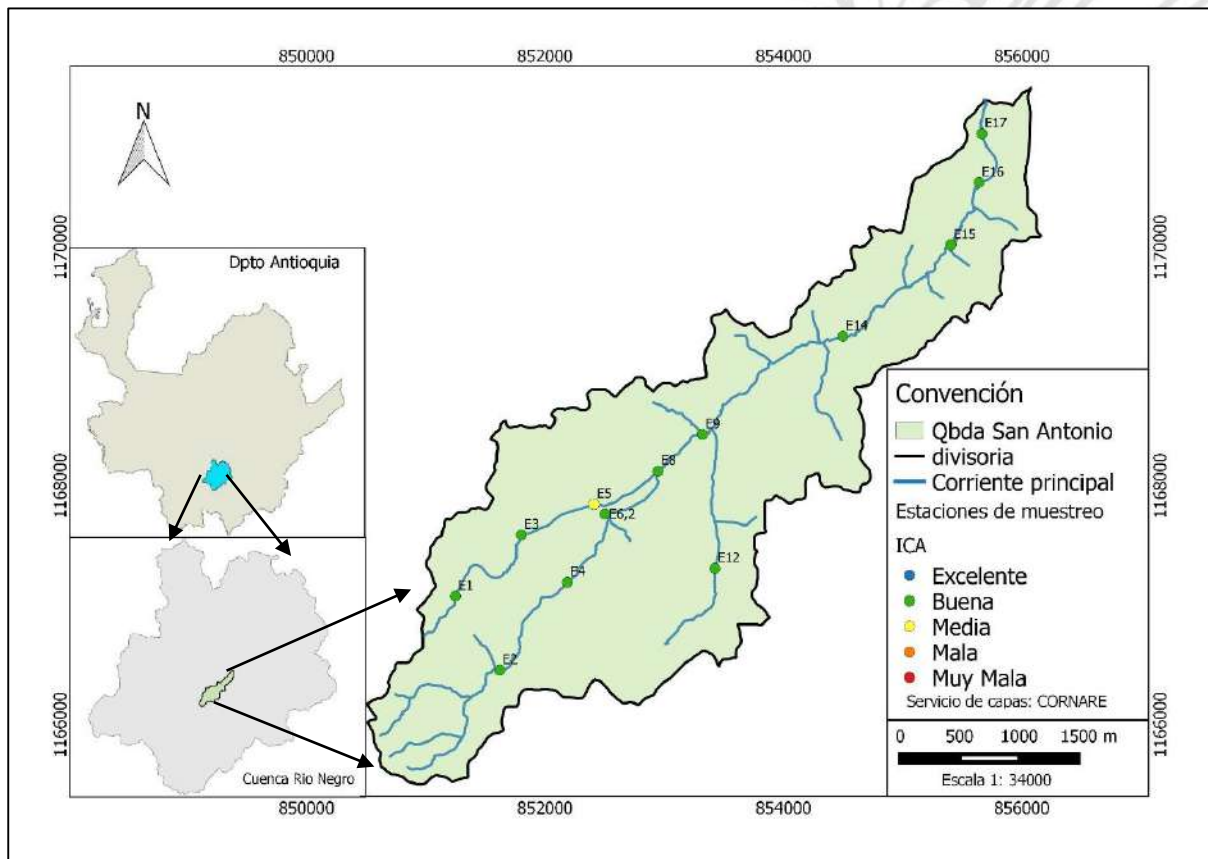 850000 852000 854000 856000
N
1170000
1168000
1166000
Dpto Antioquia
Cuenca Rio Negro
E17
E16
E15
E14
E9
E8
E5
E6,2
E3
E4
E12
E1
E2
1170000
1168000
1166000
Convención
Qbda San Antonio
divisoria
Corriente principal
Estaciones de muestreo
ICA
Excelente
Buena
Media
Mala
Muy Mala
Servicio de capas: CORNARE
0 500 1000 1500 m
Escala 1: 34000
850000 852000 854000 856000